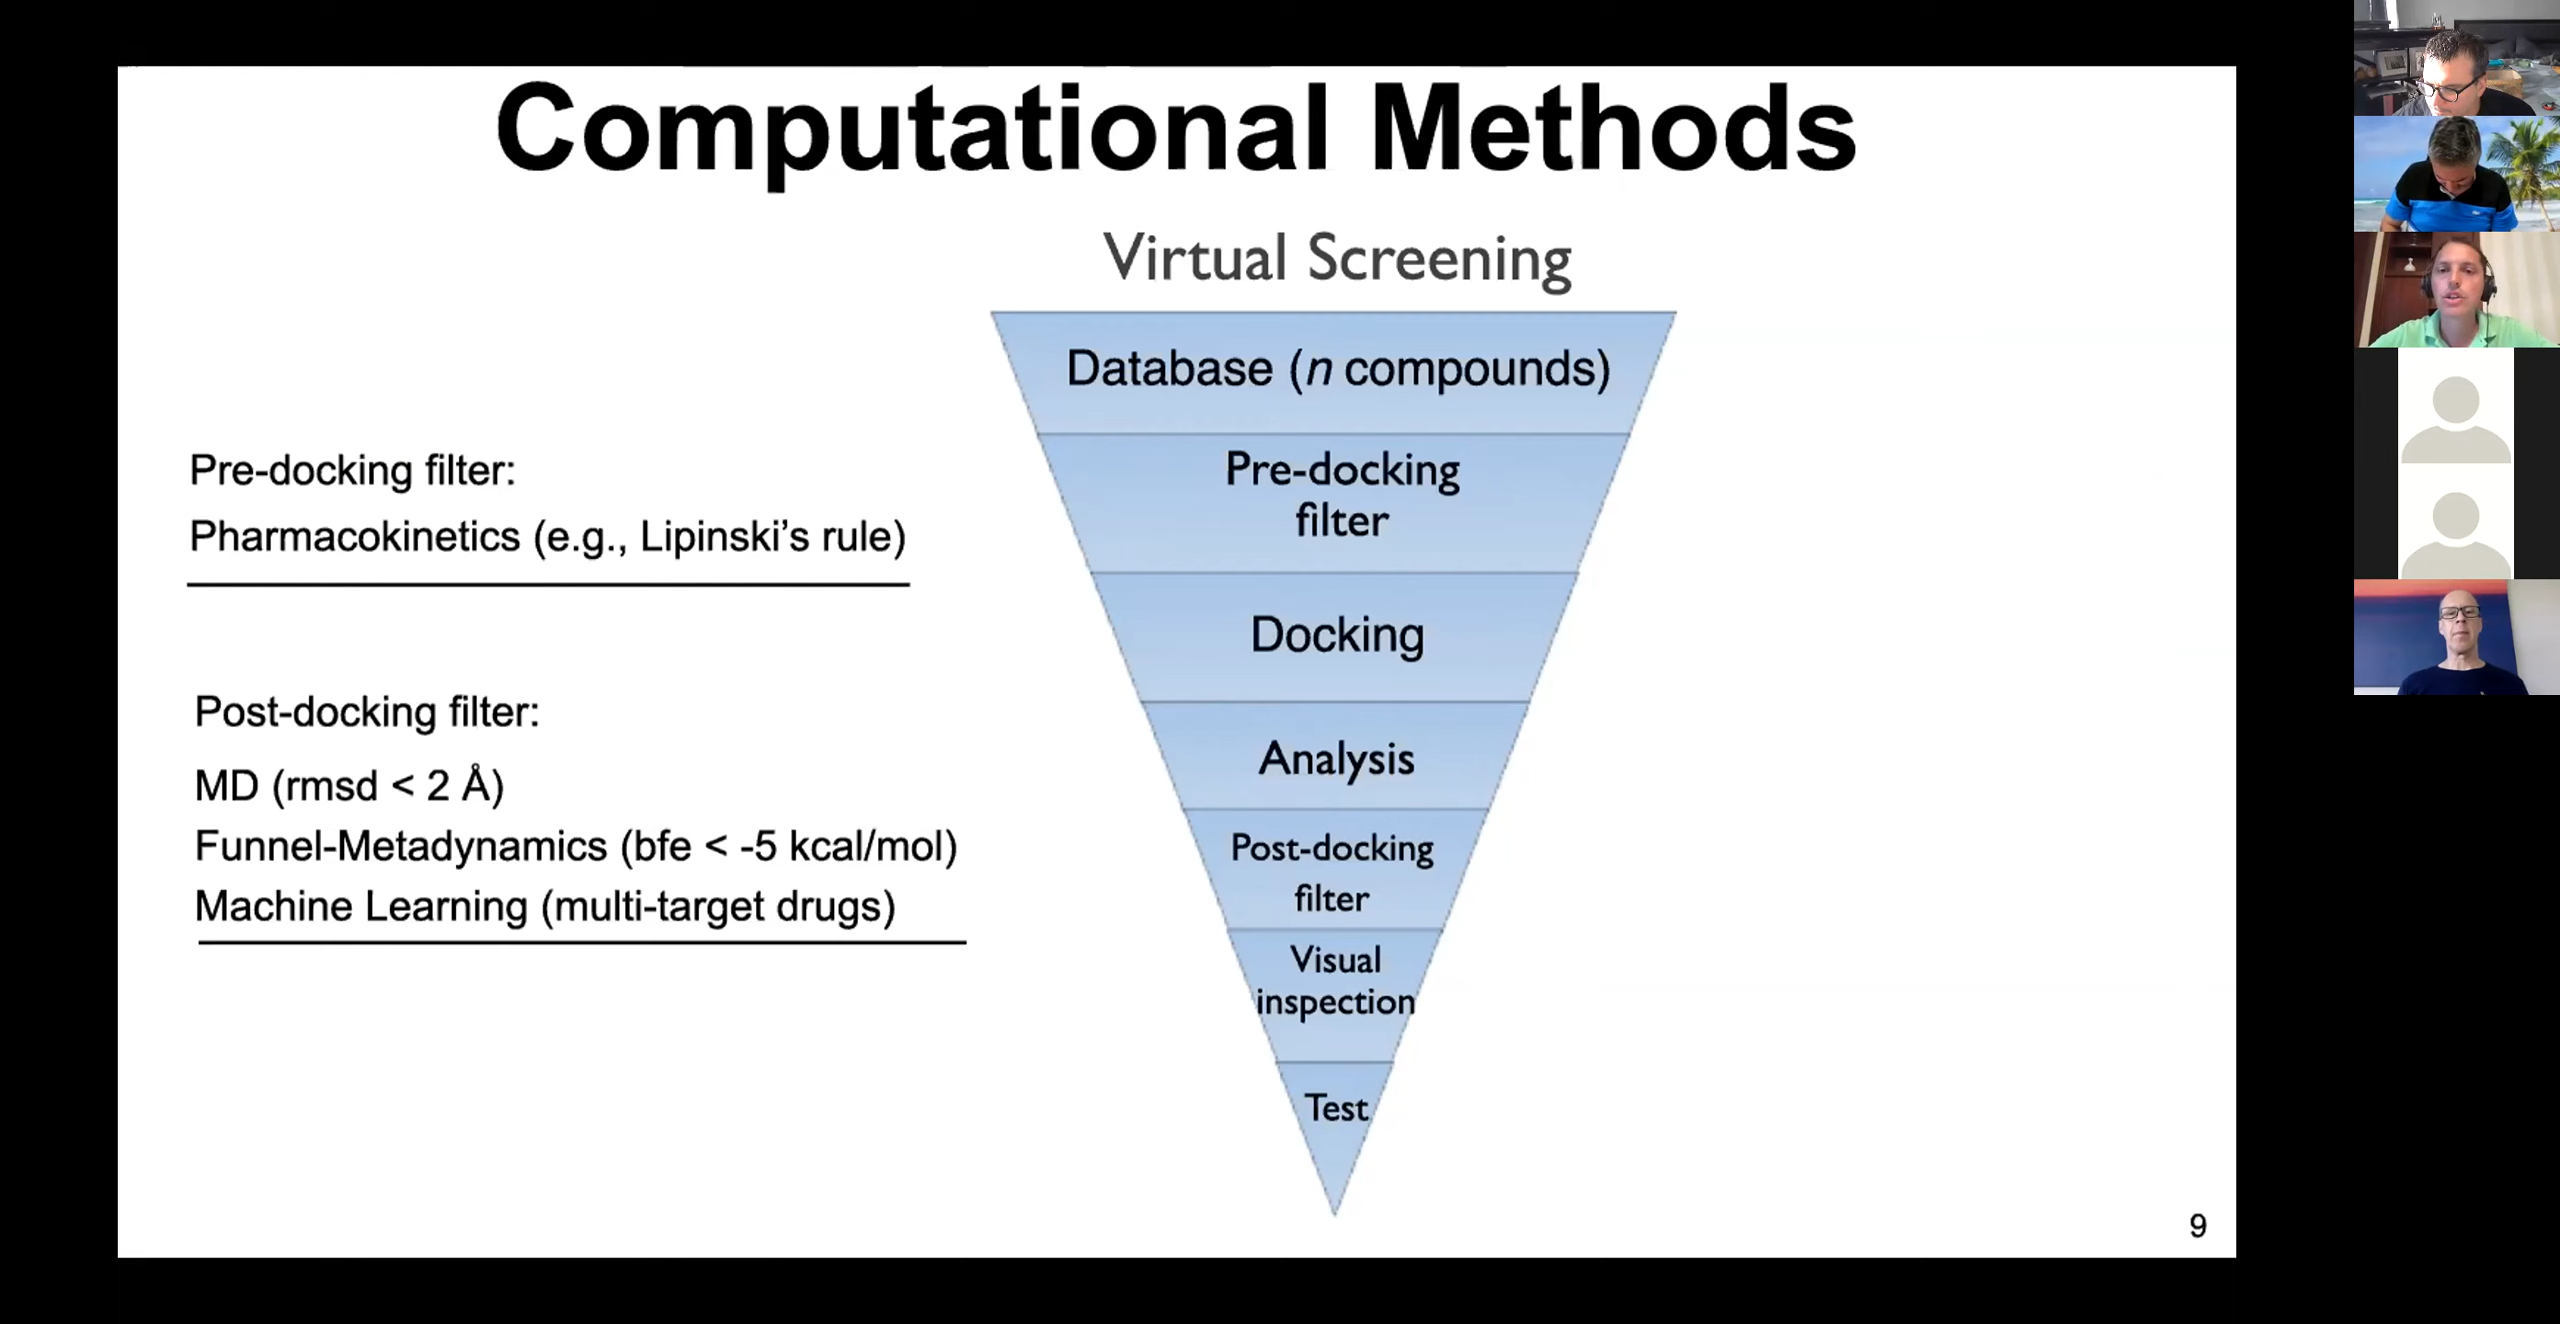 Computational Methods
Virtual Screening
Database (n compounds)
Pre-docking
filter
Docking
Analysis
Post-docking
filter
Visual
inspection
Test
Pre-docking filter:
Pharmacokinetics (e.g., Lipinski’s rule)
Post-docking filter:
MD (rmsd < 2 Å)
Funnel-Metadynamics (bfe < -5 kcal/mol)
Machine Learning (multi-target drugs)
9